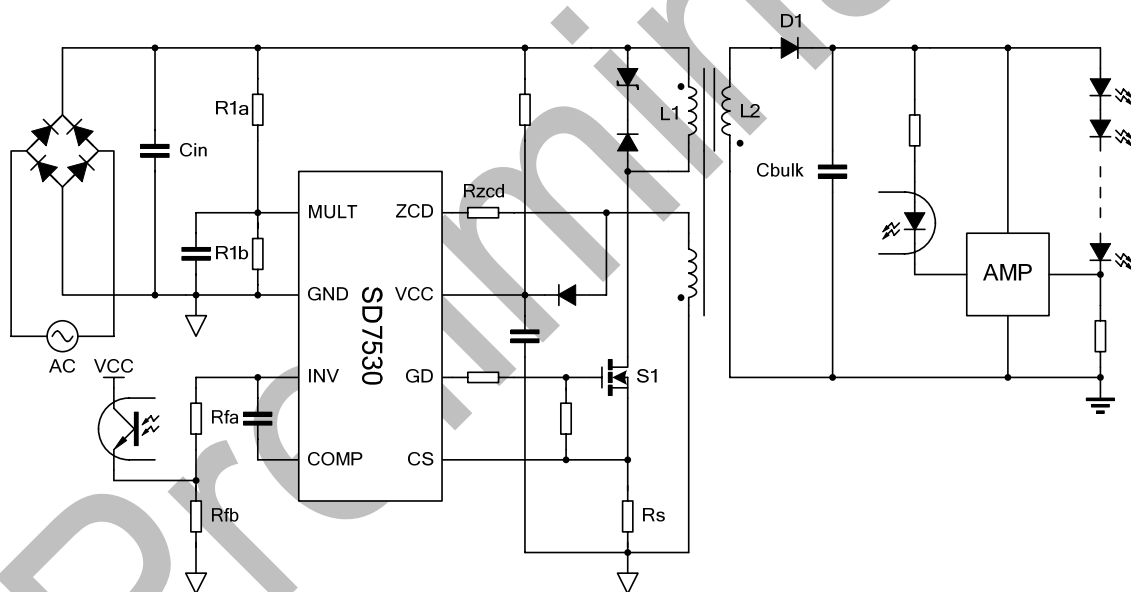 D1
R1a
L1
L2
Cin
Cbulk
Rzcd
MULT
ZCD
R1b
AMP
GND
VCC
SD7530
AC
VCC
INV
GD
S1
Rfa
COMP
CS
Rfb
Rs